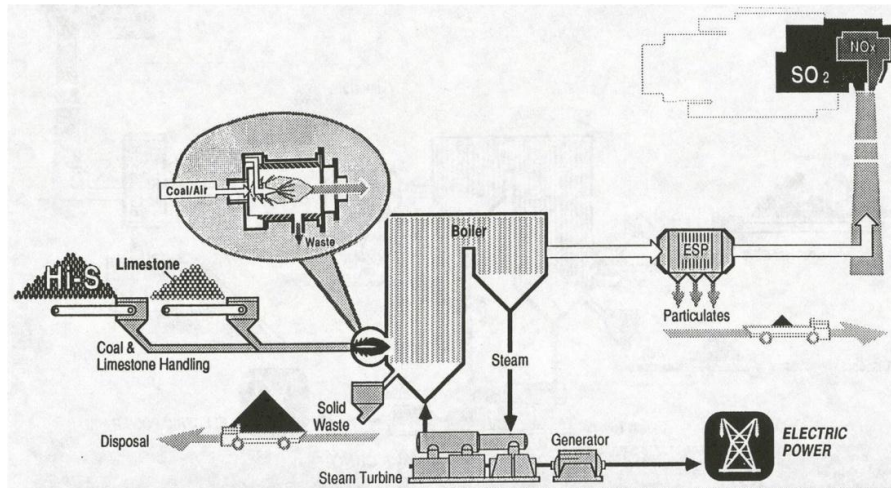 NOx
SO2
Coal/Air
Waste
Boiler
ESP
Hi-S
Limestone
Particulates
Coal &
Limestone Handling
Steam
Solid
Waste
Disposal
Generator
Steam Turbine
ELECTRIC
POWER